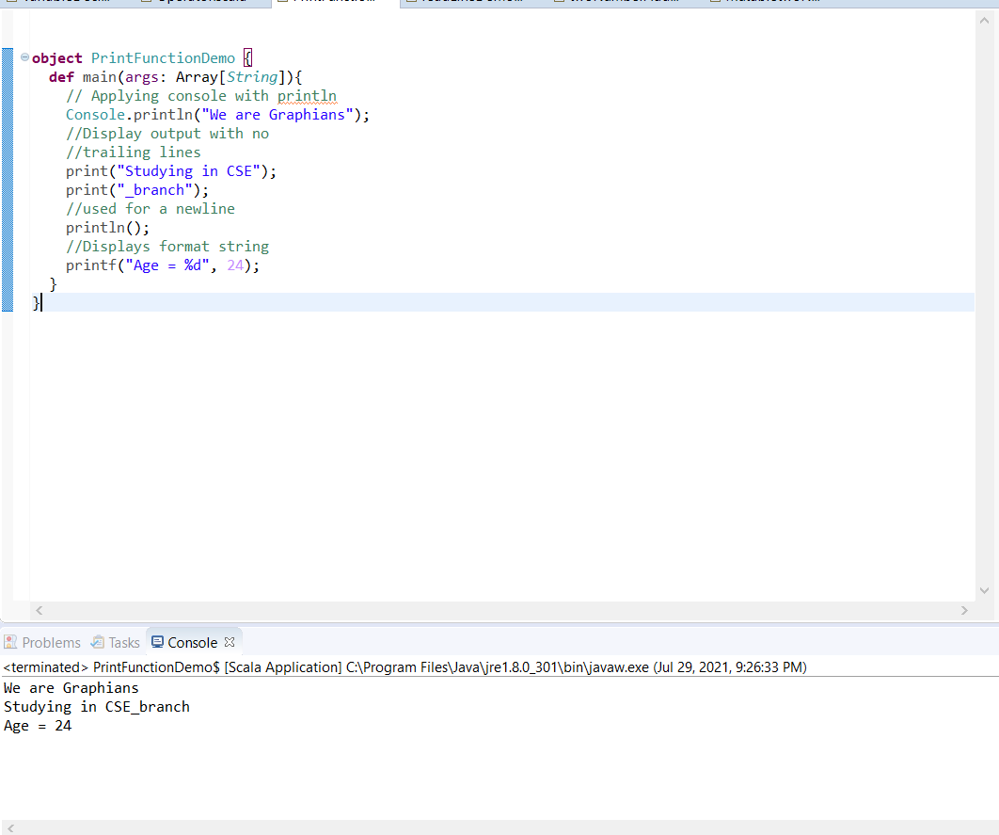 object PrintFunctionDemo {
def main(args: Array[String]){
// Applying console with println
Console.println("We are Graphians");
//Display output with no
//trailing lines
print("Studying in CSE");
print("_branch");
//used for a newline
println();
//Displays format string
printf("Age = %d", 24);
}
}
Problems Tasks Console
<terminated> PrintFunctionDemo$ [Scala Application] C:\Program Files\Java\jre1.8.0_301\bin\javaw.exe (Jul 29, 2021, 9:26:33 PM)
We are Graphians
Studying in CSE_branch
Age = 24